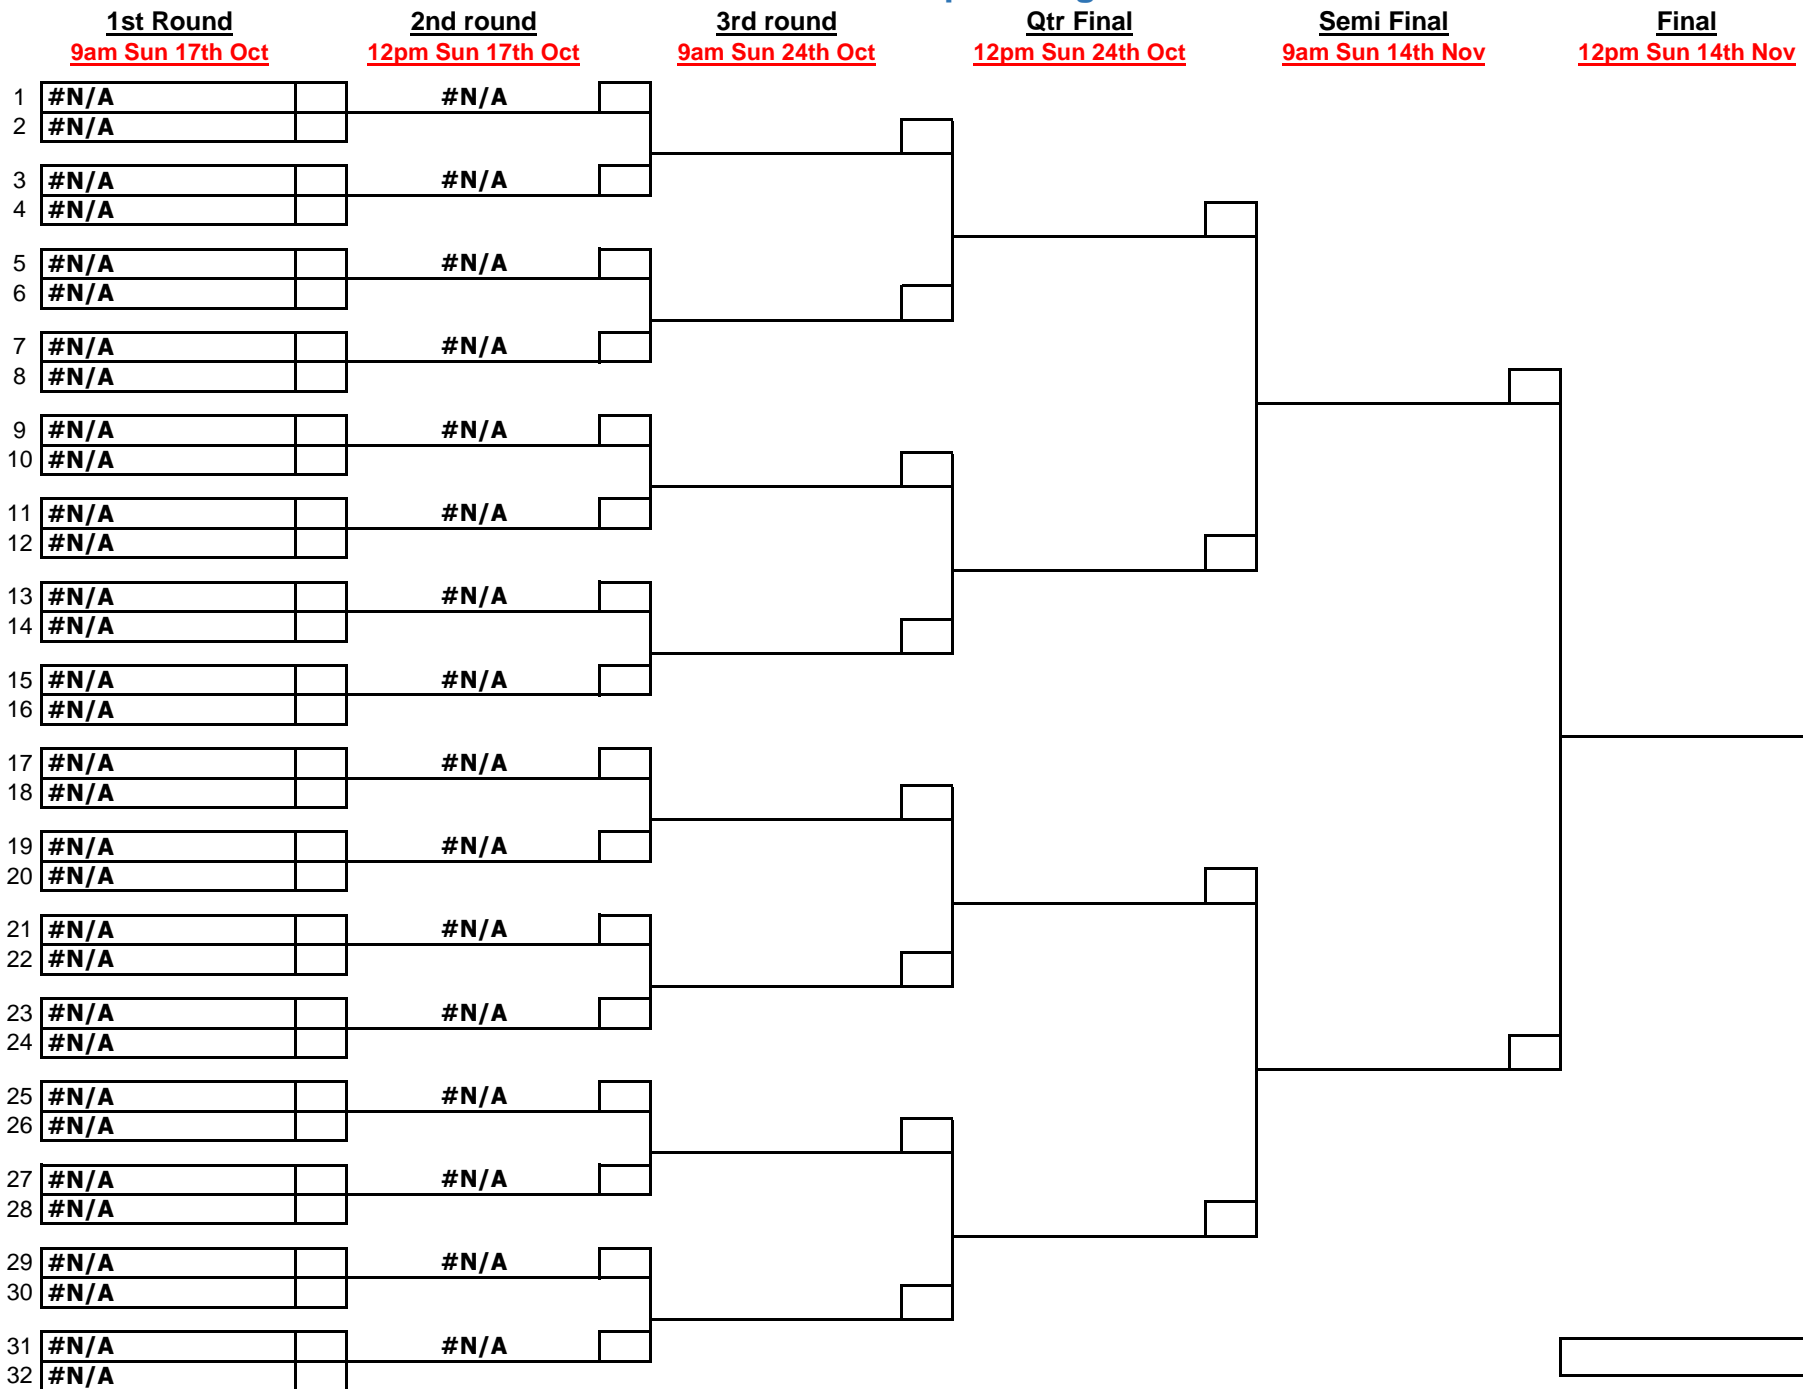 1st Round 2nd round 3rd round Qtr Final Semi Final Final
9am Sun 17th Oct 12pm Sun 17th Oct 9am Sun 24th Oct 12pm Sun 24th Oct 9am Sun 14th Nov 12pm Sun 14th Nov
1 #N/A #N/A
2 #N/A
3 #N/A #N/A
4 #N/A
5 #N/A #N/A
6 #N/A
7 #N/A #N/A
8 #N/A
9 #N/A #N/A
10 #N/A
11 #N/A #N/A
12 #N/A
13 #N/A #N/A
14 #N/A
15 #N/A #N/A
16 #N/A
17 #N/A #N/A
18 #N/A
19 #N/A #N/A
20 #N/A
21 #N/A #N/A
22 #N/A
23 #N/A #N/A
24 #N/A
25 #N/A #N/A
26 #N/A
27 #N/A #N/A
28 #N/A
29 #N/A #N/A
30 #N/A
31 #N/A #N/A
32 #N/A